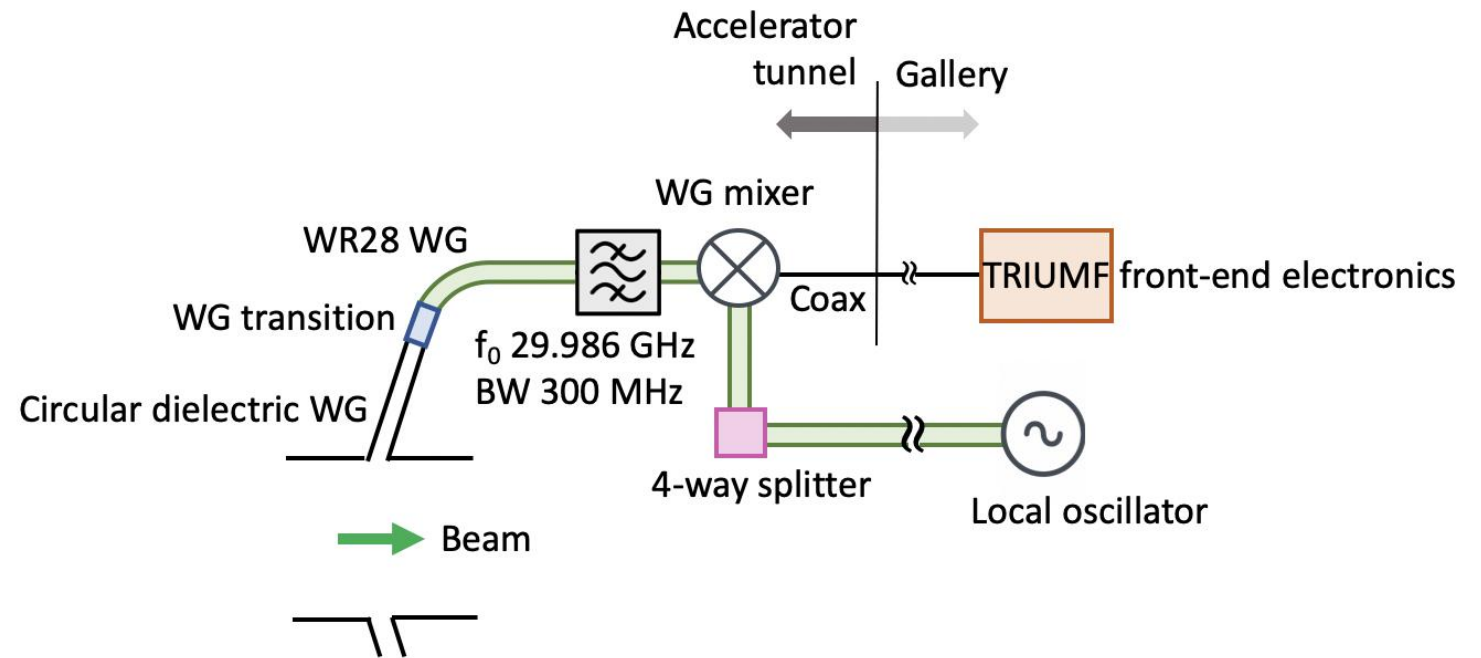 Accelerator
tunnel
Gallery
WG mixer
WR28 WG
WG transition
Coax
TRIUMF front-end electronics
f₀ 29.986 GHz
BW 300 MHz
Circular dielectric WG
4-way splitter
Local oscillator
Beam